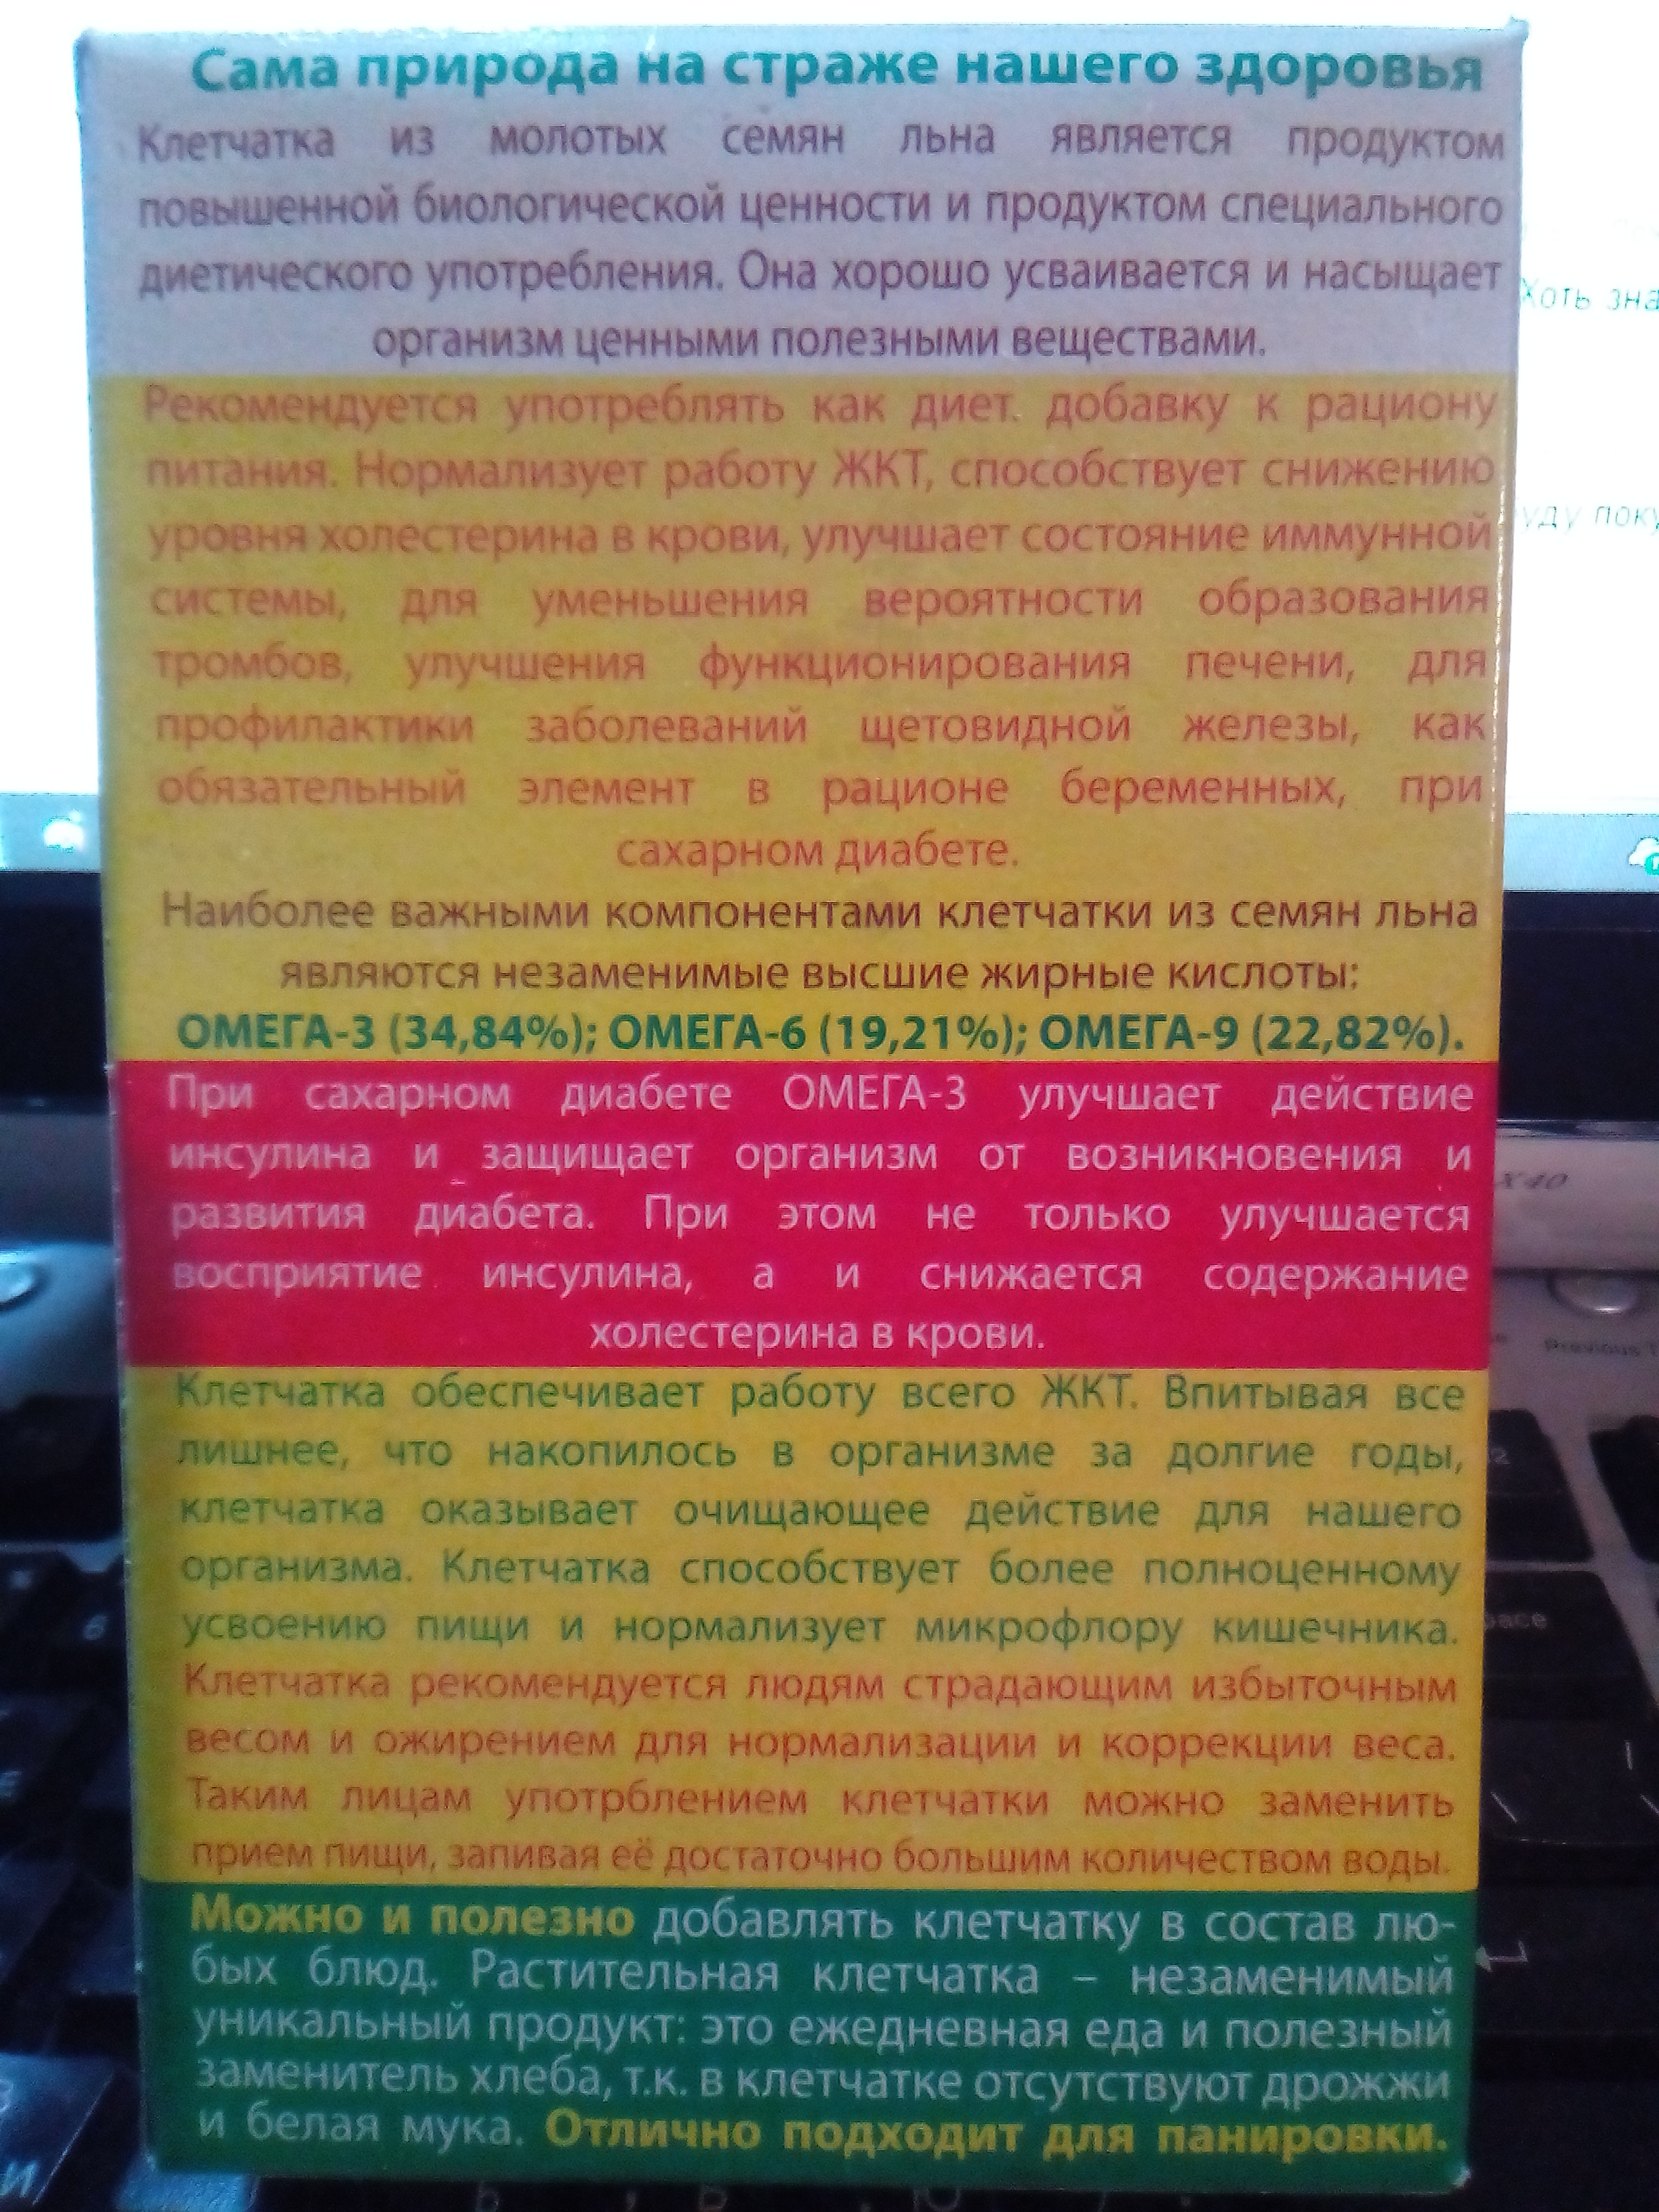 Сама природа на страже нашего здоровья
Клетчатка из молотых семян льна является продуктом
повышенной биологической ценности и продуктом специального
диетического употребления. Она хорошо усваивается и насыщает
организм ценными полезными веществами.
Рекомендуется употреблять как диет. добавку к рациону
питания. Нормализует работу ЖКТ, способствует снижению
уровня холестерина в крови, улучшает состояние иммунной
системы, для уменьшения вероятности образования
тромбов, улучшения функционирования печени, для
профилактики заболеваний щетовидной железы, как
обязательный элемент в рационе беременных, при
сахарном диабете.
Наиболее важными компонентами клетчатки из семян льна
являются незаменимые высшие жирные кислоты:
ОМЕГА-3 (34,84%); ОМЕГА-6 (19,21%); ОМЕГА-9 (22,82%).
При сахарном диабете ОМЕГА-3 улучшает действие
инсулина и защищает организм от возникновения и
развития диабета. При этом не только улучшается
восприятие инсулина, а и снижается содержание
холестерина в крови.
Клетчатка обеспечивает работу всего ЖКТ. Впитывая все
лишнее, что накопилось в организме за долгие годы,
клетчатка оказывает очищающее действие для нашего
организма. Клетчатка способствует более полноценному
усвоению пищи и нормализует микрофлору кишечника.
Клетчатка рекомендуется людям страдающим избыточным
весом и ожирением для нормализации и коррекции веса.
Таким лицам употрблением клетчатки можно заменить
прием пищи, запивая её достаточно большим количеством воды.
Можно и полезно добавлять клетчатку в состав лю-
бых блюд. Растительная клетчатка – незаменимый
уникальный продукт: это ежедневная еда и полезный
заменитель хлеба, т.к. в клетчатке отсутствуют дрожжи
и белая мука. Отлично подходит для панировки.
Хоть
X40
Previous